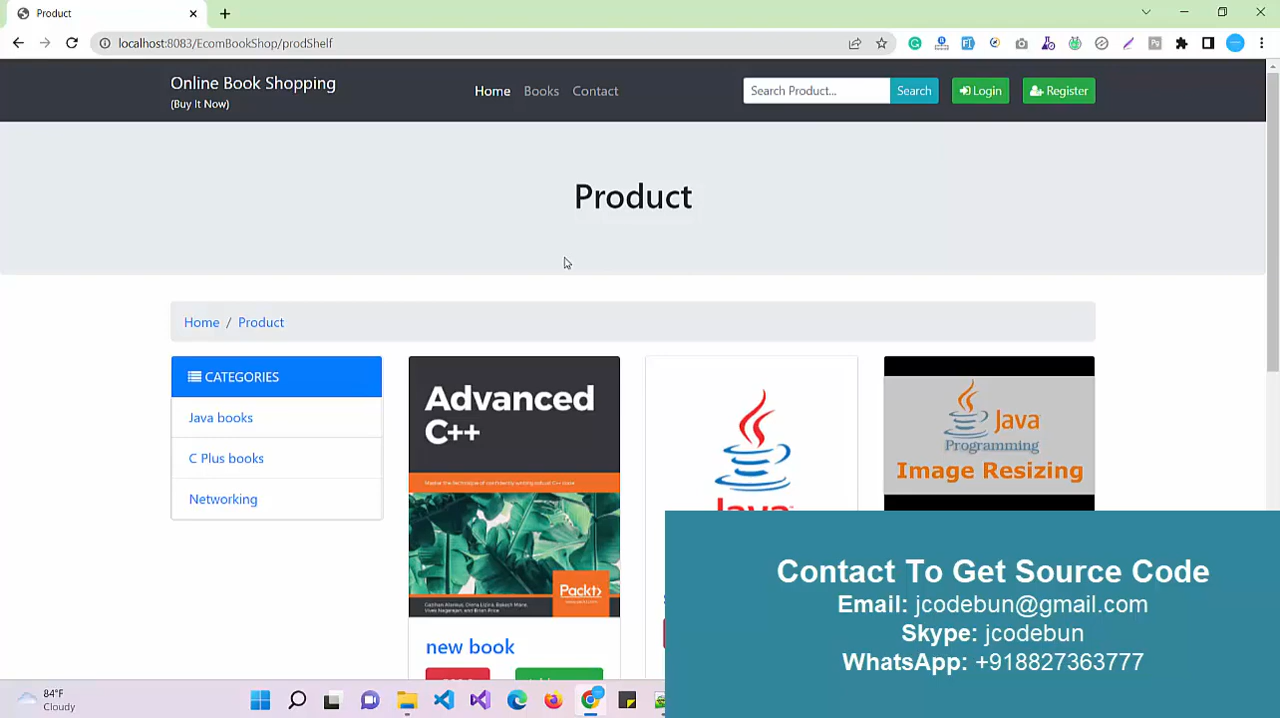 Product
localhost:8083/EcomBookShop/prodShelf
Online Book Shopping
(Buy It Now)
Home Books Contact
Search Product... Search Login Register
Product
Home / Product
CATEGORIES
Java books
C Plus books
Networking
Advanced
C++
Packt>
new book
Java
Java
Programming
Image Resizing
Contact To Get Source Code
Email: jcodebun@gmail.com
Skype: jcodebun
WhatsApp: +918827363777
84°F
Cloudy